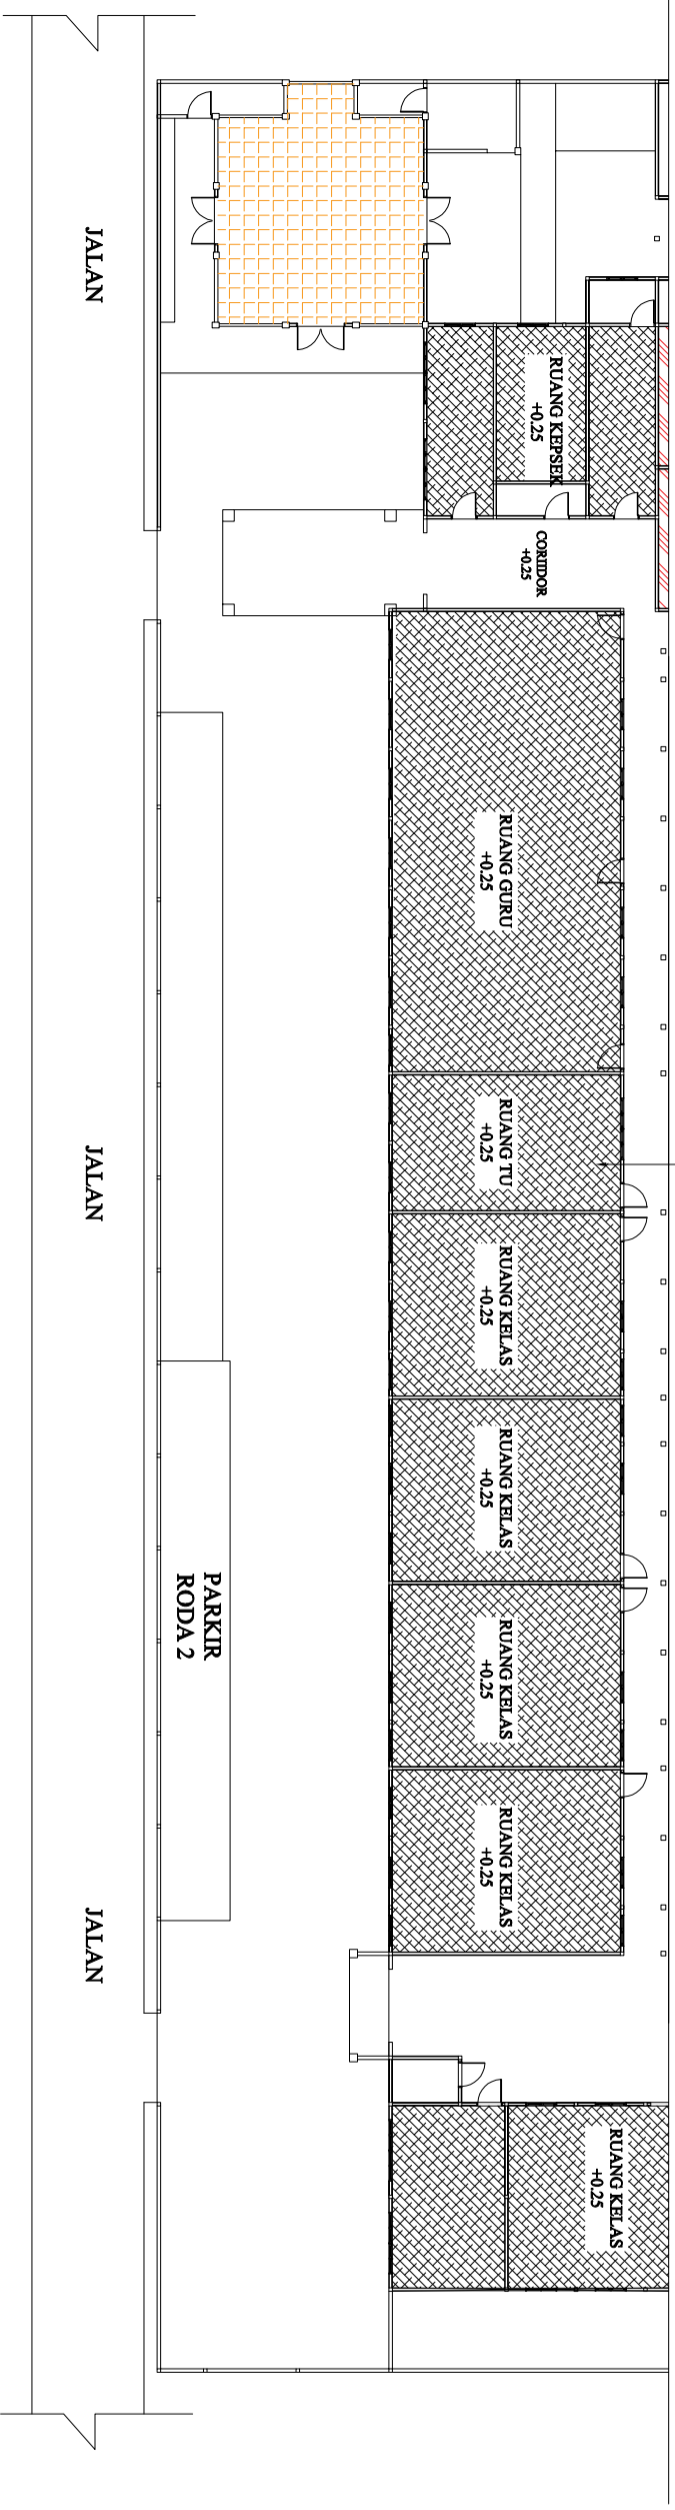 JALAN
RUANG KEPSEK
+0.25
CORIIDOR
+0.25
RUANG GURU
+0.25
JALAN
RUANG TU
+0.25
RUANG KELAS
+0.25
RUANG KELAS
+0.25
RUANG KELAS
+0.25
PARKIR
RODA 2
RUANG KELAS
+0.25
JALAN
RUANG KELAS
+0.25